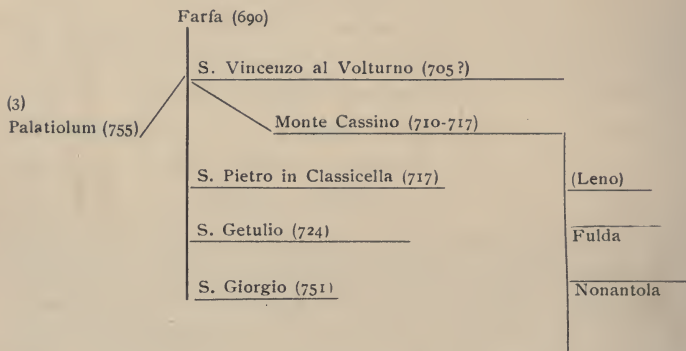 Farfa (690)
S. Vincenzo al Volturno (705?)
(3)
Palatiolum (755)
Monte Cassino (710-717)
S. Pietro in Classicella (717)
(Leno)
S. Getulio (724)
Fulda
S. Giorgio (751)
Nonantola